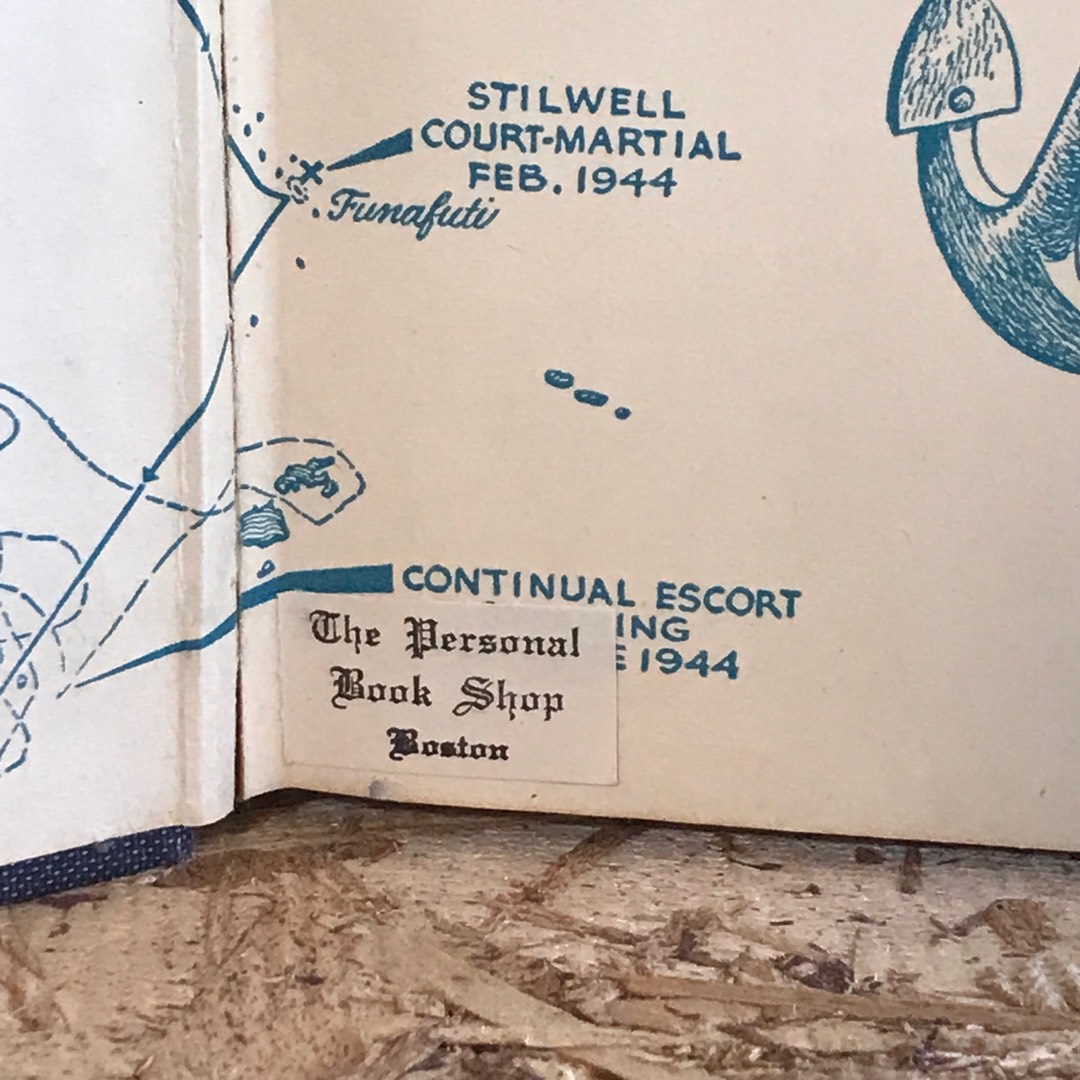 STILWELL
COURT-MARTIAL
FEB. 1944
Funafuti
CONTINUAL ESCORT
ING
E 1944
The Personal
Book Shop
Boston